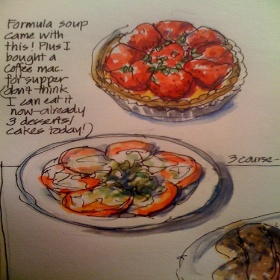 Formula soup
came with
this! Plus I
bought a
Coffee mac.
for supper
(don't think
I can eat it
now-already
3 desserts/
cakes today!)
3 course-